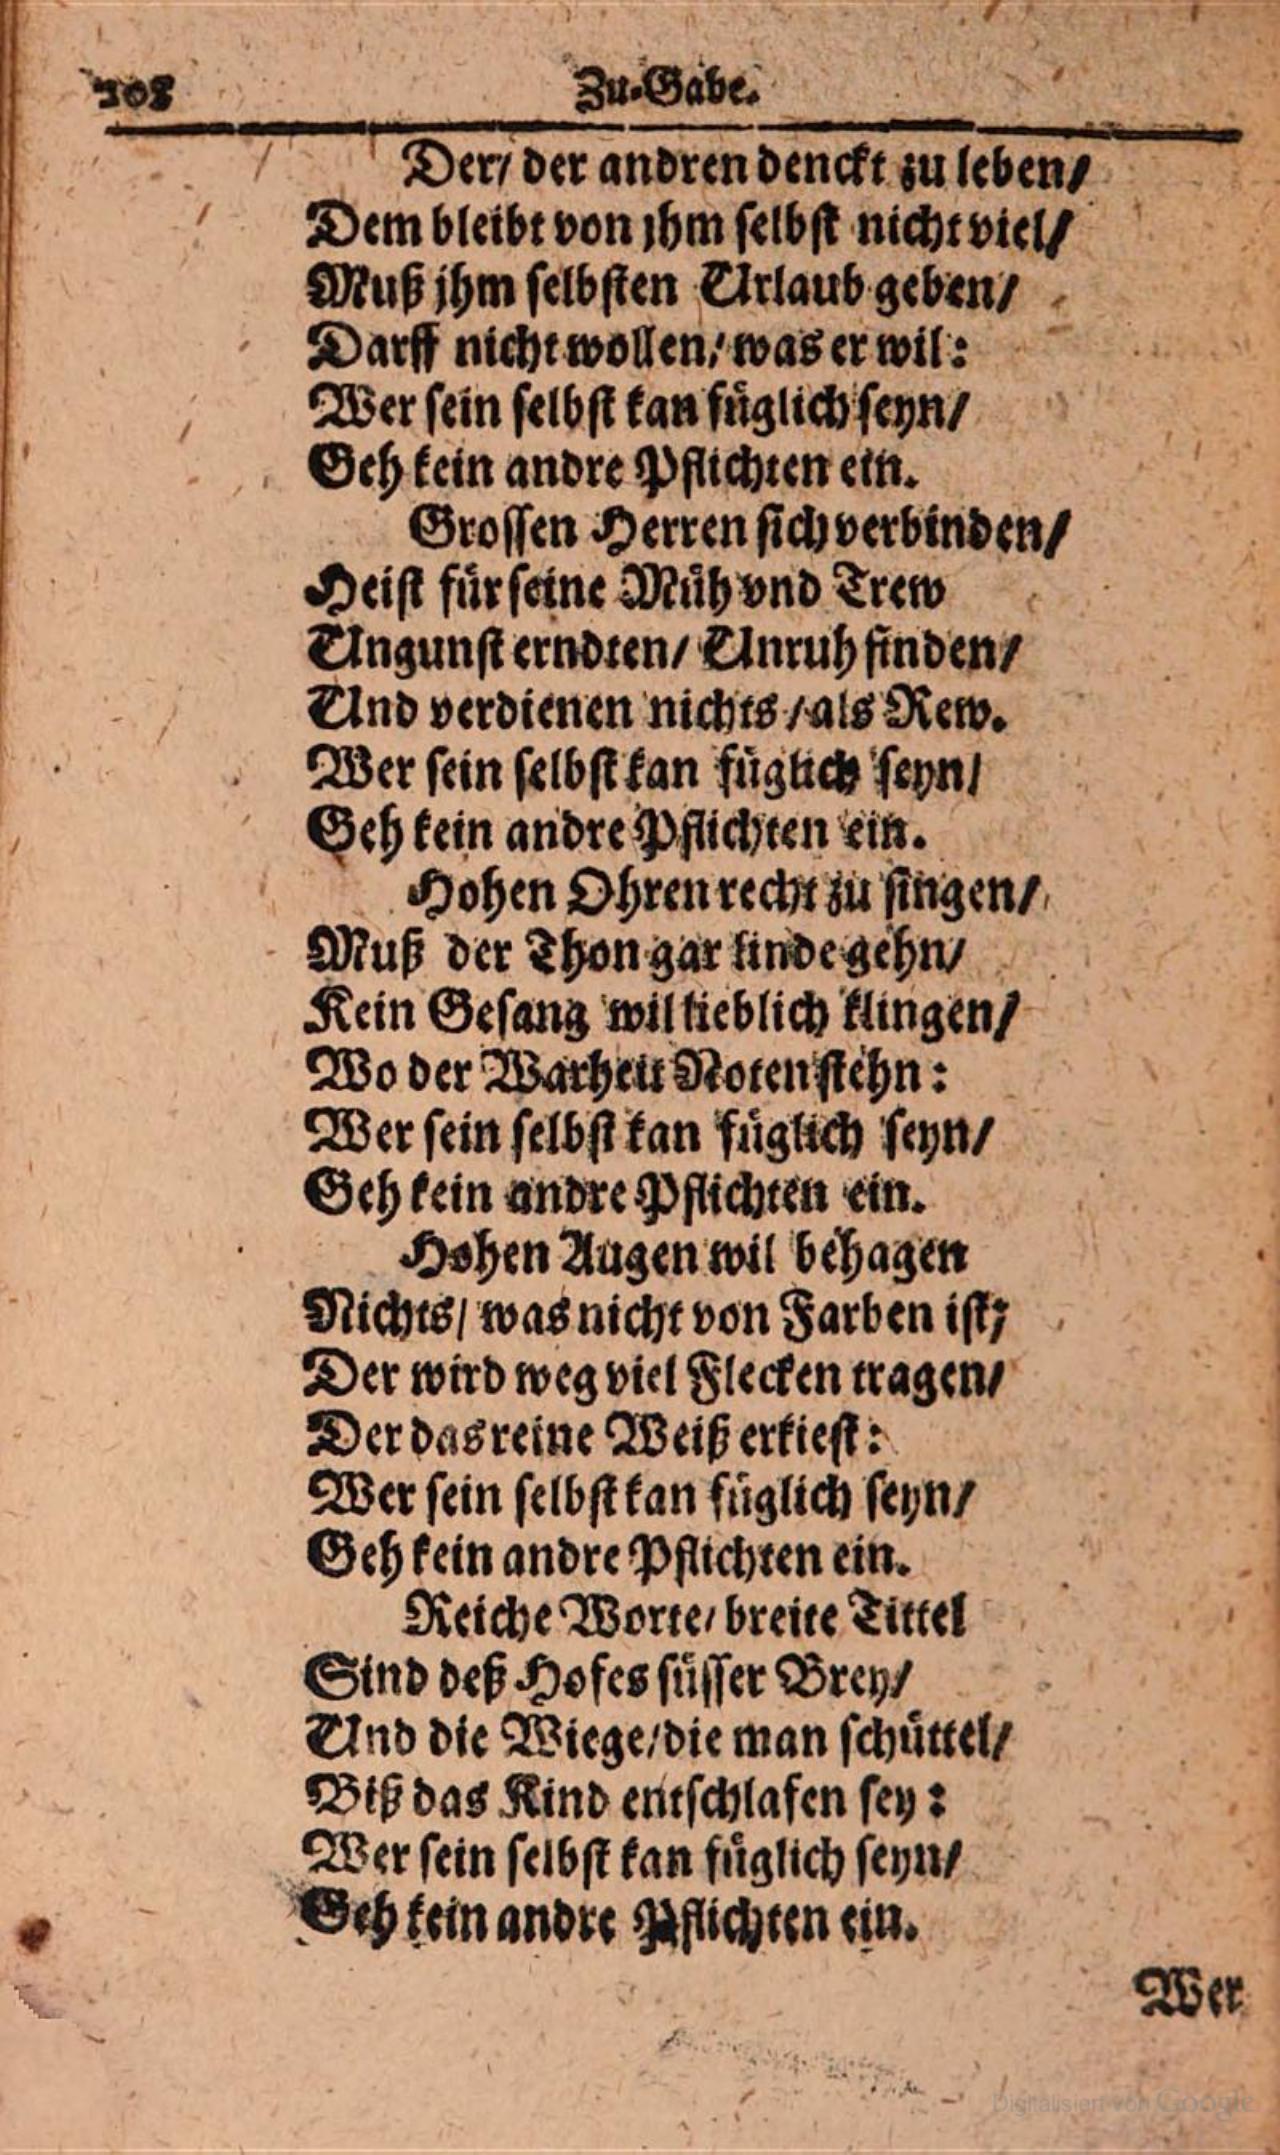 208 Zu-Gabe.
Der/ der andren denckt zu leben/
Dem bleibt von jhm selbst nicht viel/
Muß jhm selbsten Urlaub geben/
Darff nicht wollen/ was er wil:
Wer sein selbst kan füglich seyn/
Geh kein andre Pflichten ein.
Grossen Herren sich verbinden/
Heist für seine Müh vnd Trew
Ungunst erndten/ Unruh finden/
Und verdienen nichts / als Rew.
Wer sein selbst kan füglich seyn/
Geh kein andre Pflichten ein.
Hohen Ohren recht zu singen/
Muß der Thon gar linde gehn/
Kein Gesang wil lieblich klingen/
Wo der Warheit Noten stehn:
Wer sein selbst kan füglich seyn/
Geh kein andre Pflichten ein.
Hohen Augen wil behagen
Nichts/ was nicht von Farben ist;
Der wird weg viel Flecken tragen/
Der das reine Weiß erkiest:
Wer sein selbst kan füglich seyn/
Geh kein andre Pflichten ein.
Reiche Worte/ breite Tittel
Sind deß Hofes süsser Brey/
Und die Wiege/ die man schüttel/
Biß das Kind entschlafen sey:
Wer sein selbst kan füglich seyn/
Geh kein andre Pflichten ein.
Wer
Digitalisiert von Google